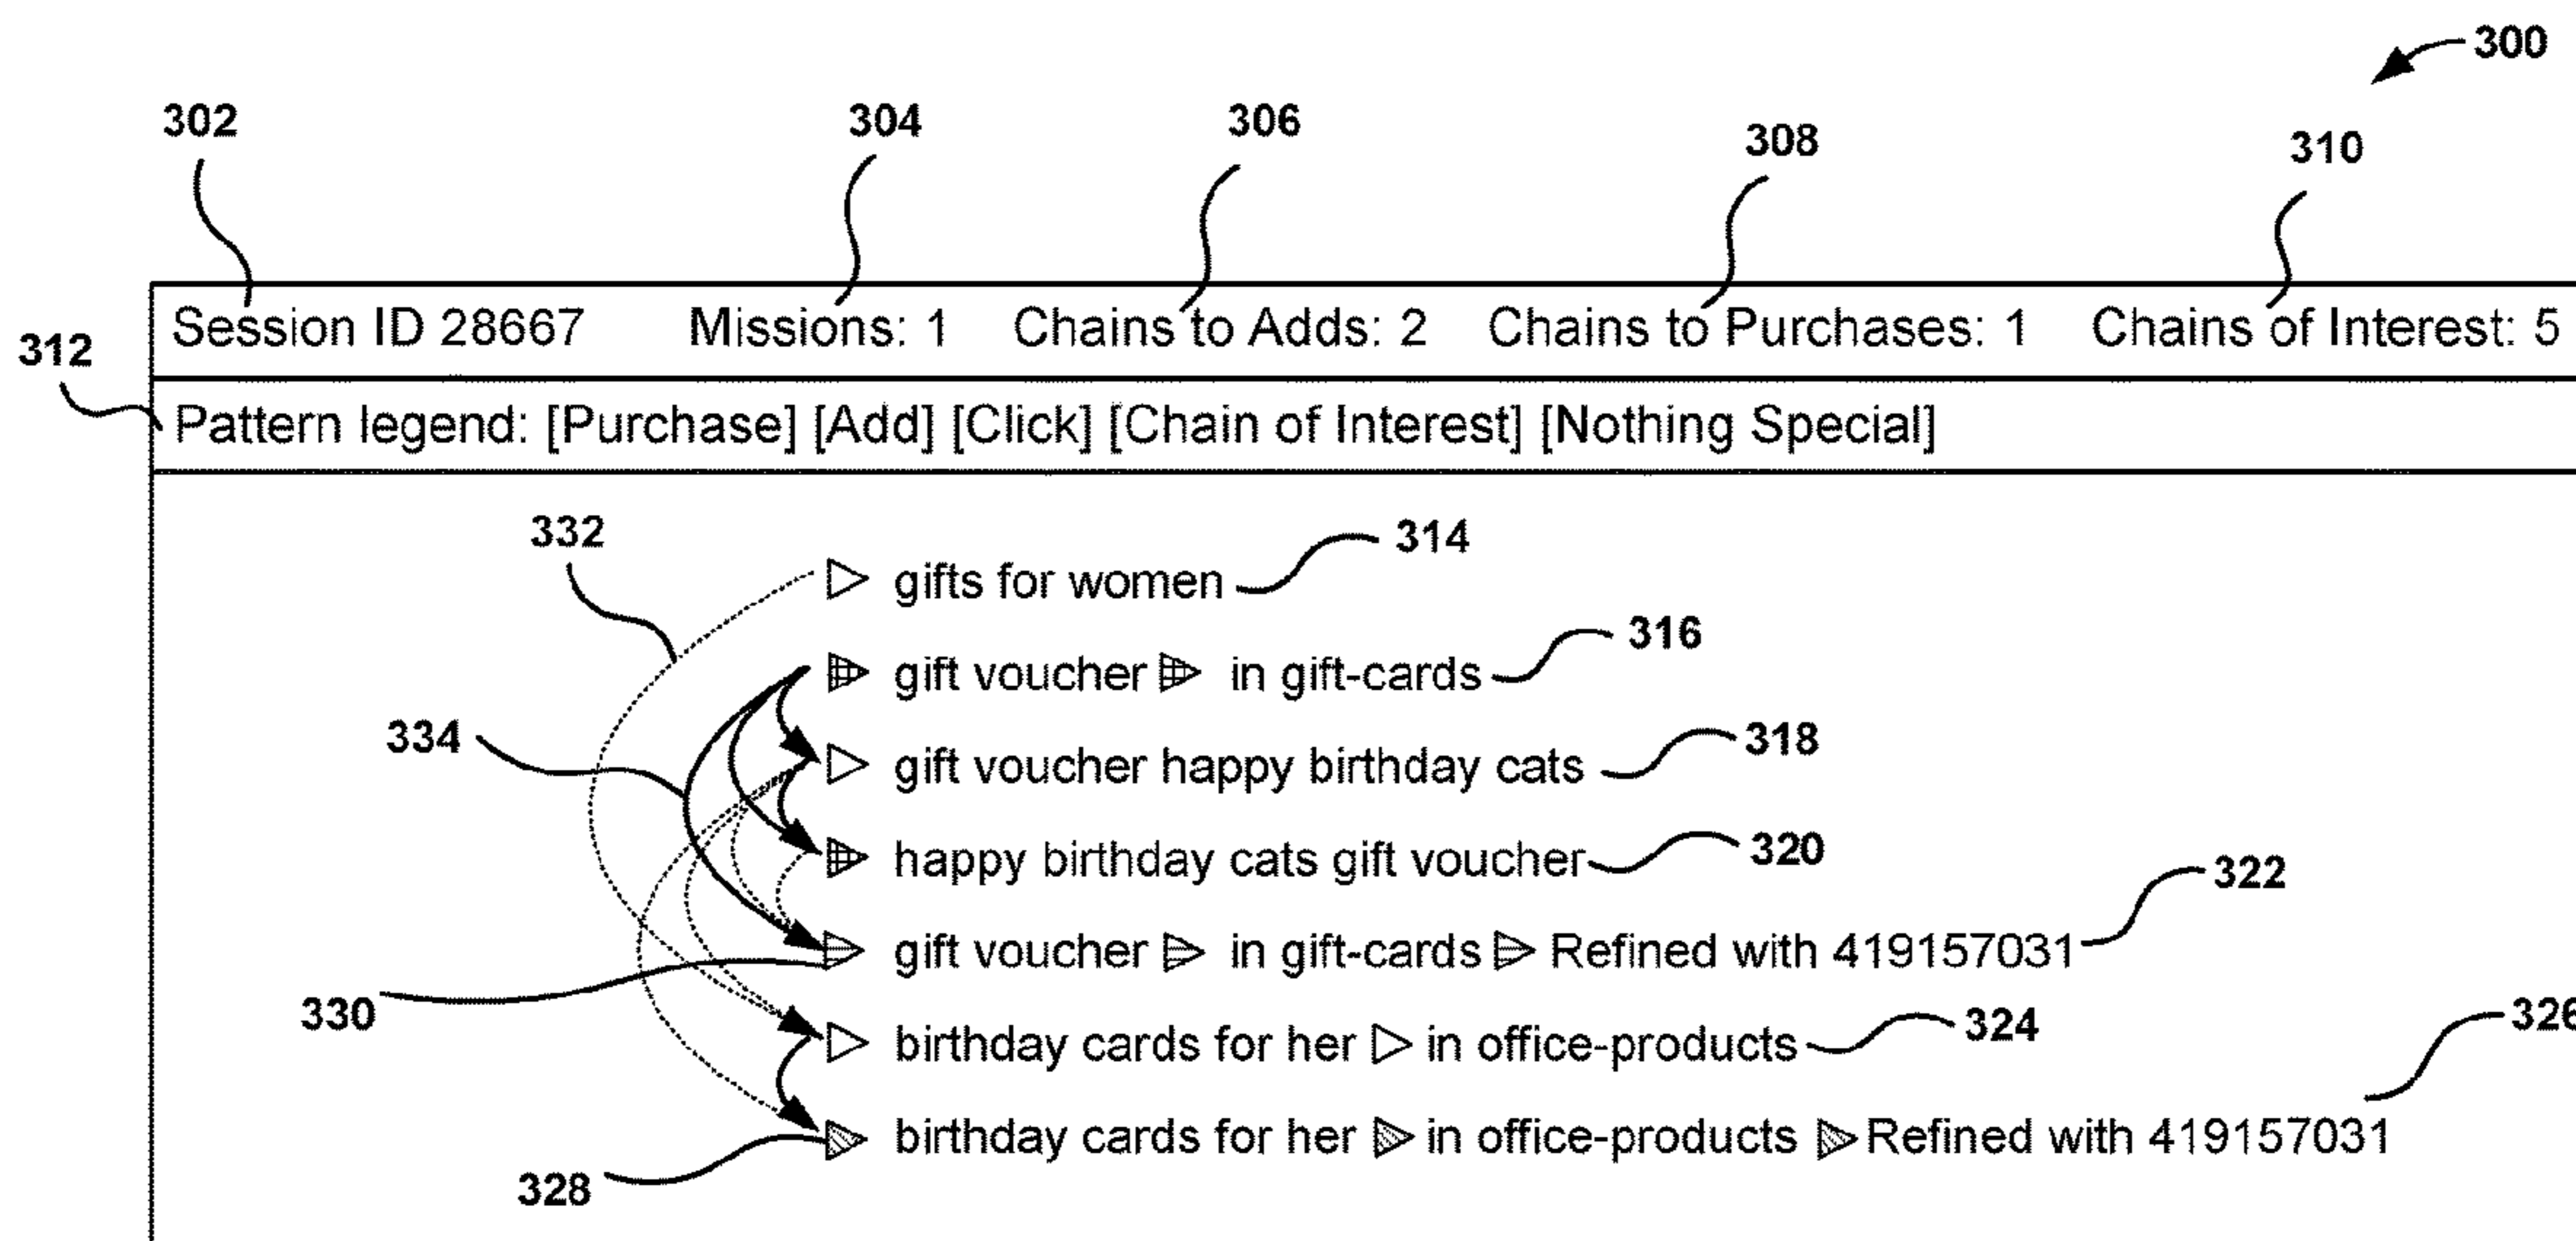 300
302 304 306 308 310
Session ID 28667 Missions: 1 Chains to Adds: 2 Chains to Purchases: 1 Chains of Interest: 5
312
Pattern legend: [Purchase] [Add] [Click] [Chain of Interest] [Nothing Special]
332
gifts for women 314
gift voucher in gift-cards 316
334
gift voucher happy birthday cats 318
happy birthday cats gift voucher 320
gift voucher in gift-cards Refined with 419157031 322
330
birthday cards for her in office-products 324
326
birthday cards for her in office-products Refined with 419157031
328